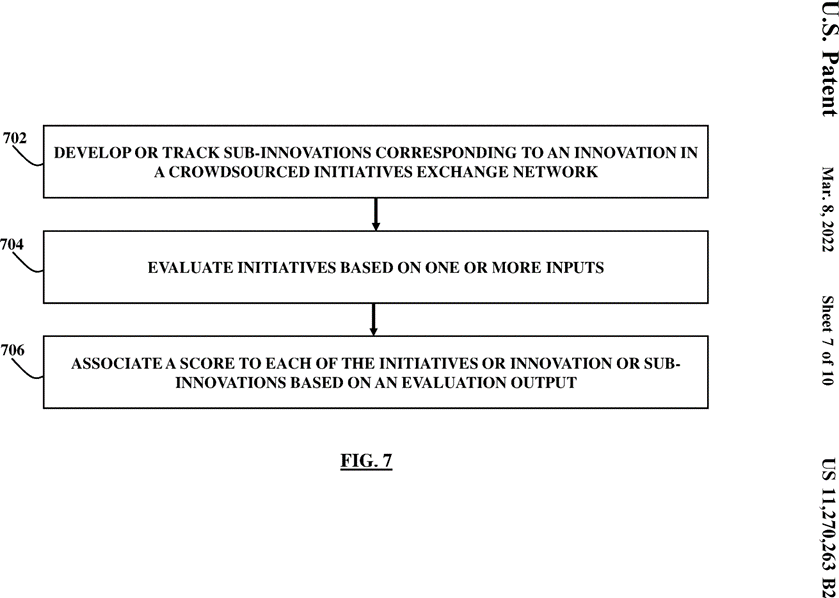 U.S. Patent
Mar. 8, 2022
Sheet 7 of 10
US 11,270,263 B2
702
DEVELOP OR TRACK SUB-INNOVATIONS CORRESPONDING TO AN INNOVATION IN
A CROWDSOURCED INITIATIVES EXCHANGE NETWORK
704
EVALUATE INITIATIVES BASED ON ONE OR MORE INPUTS
706
ASSOCIATE A SCORE TO EACH OF THE INITIATIVES OR INNOVATION OR SUB-
INNOVATIONS BASED ON AN EVALUATION OUTPUT
FIG. 7